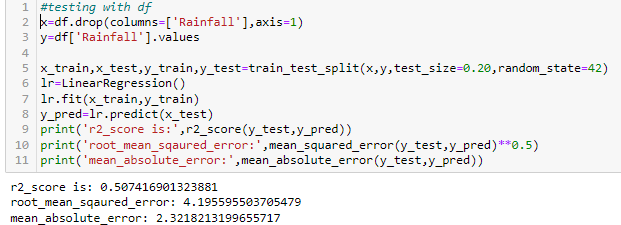 1 #testing with df
2 x=df.drop(columns=['Rainfall'],axis=1)
3 y=df['Rainfall'].values
4
5 x_train,x_test,y_train,y_test=train_test_split(x,y,test_size=0.20,random_state=42)
6 lr=LinearRegression()
7 lr.fit(x_train,y_train)
8 y_pred=lr.predict(x_test)
9 print('r2_score is:',r2_score(y_test,y_pred))
10 print('root_mean_sqaured_error:',mean_squared_error(y_test,y_pred)**0.5)
11 print('mean_absolute_error:',mean_absolute_error(y_test,y_pred))
r2_score is: 0.507416901323881
root_mean_sqaured_error: 4.195595503705479
mean_absolute_error: 2.3218213199655717